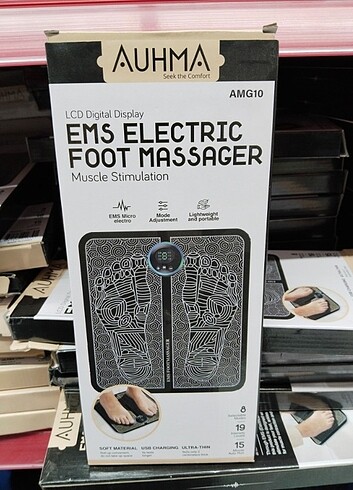 AUHMA
Seek the Comfort
AMG10
LCD Digital Display
EMS ELECTRIC
FOOT MASSAGER
Muscle Stimulation
EMS Micro
electro
Mode
Adjustment
Lightweight
and portable
SOFT MATERIAL USB CHARGING ULTRA-THIN
8
19
15
AUHMA